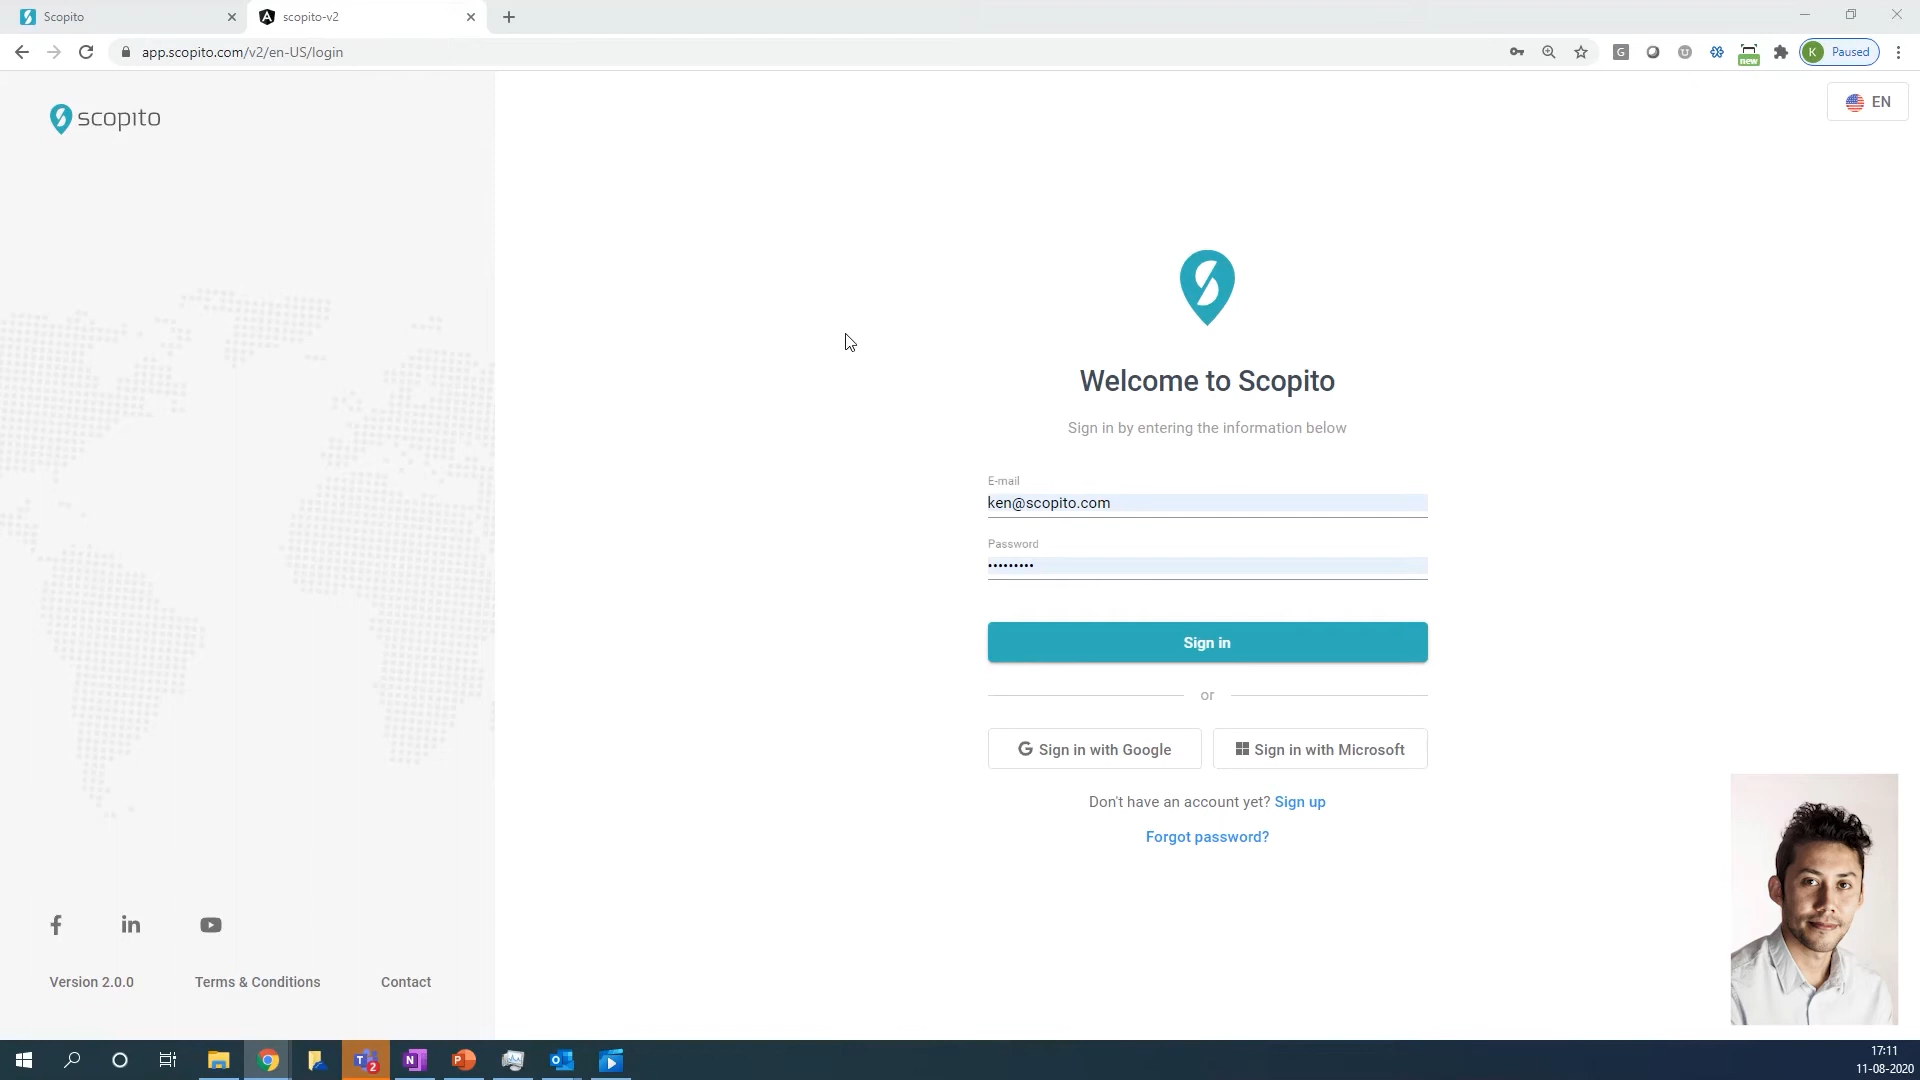 Scopito
scopito-v2
app.scopito.com/v2/en-US/login
G
new
K
Paused
scopito
EN
Welcome to Scopito
Sign in by entering the information below
E-mail
ken@scopito.com
Password
•••••••••
Sign in
or
G Sign in with Google
Sign in with Microsoft
Don't have an account yet? Sign up
Forgot password?
Version 2.0.0
Terms & Conditions
Contact
2
17:11
11-08-2020